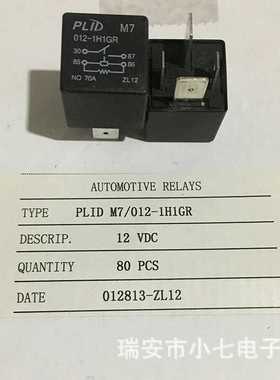 PLID M7
012-1H1GR
30 87
85 86
NO 70A ZL12
AUTOMOTIVE RELAYS
TYPE PLID M7/012-1H1GR
DESCRIP. 12 VDC
QUANTITY 80 PCS
DATE 012813-ZL12
瑞安市小七电子